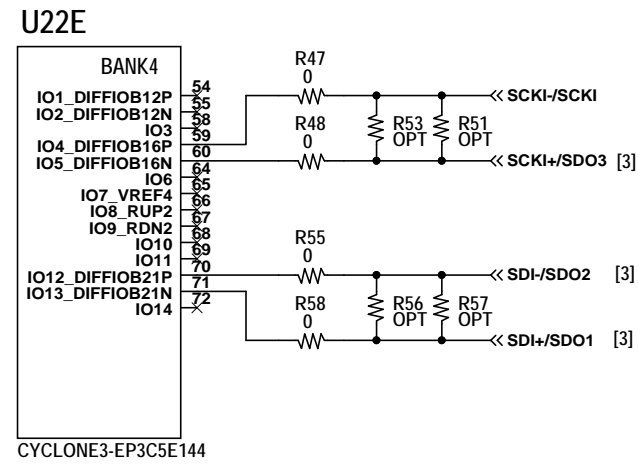 U22E
BANK4
IO1_DIFFIOB12P 54
IO2_DIFFIOB12N 55
IO3 58
IO4_DIFFIOB16P 59
IO5_DIFFIOB16N 60
IO6 64
IO7_VREF4 65
IO8_RUP2 66
IO9_RDN2 67
IO10 68
IO11 69
IO12_DIFFIOB21P 70
IO13_DIFFIOB21N 71
IO14 72
CYCLONE3-EP3C5E144
R47
0
SCKI-/SCKI
R48
0
R53
OPT
R51
OPT
SCKI+/SDO3 [3]
R55
0
SDI-/SDO2 [3]
R58
0
R56
OPT
R57
OPT
SDI+/SDO1 [3]